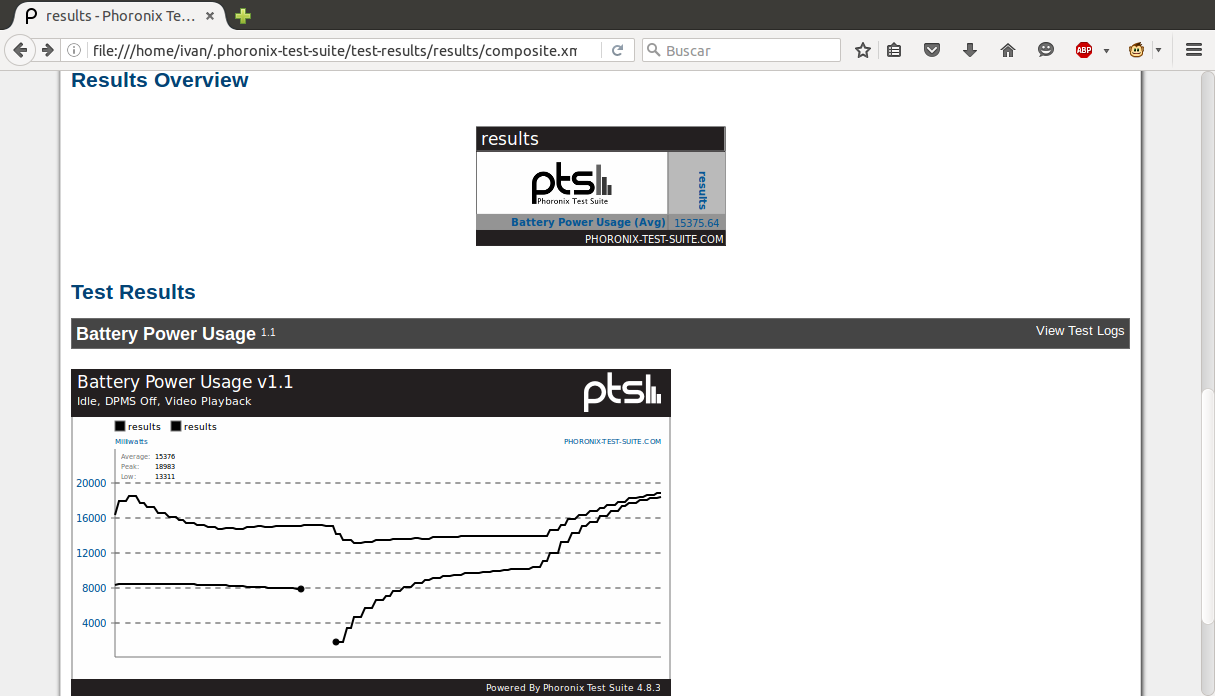 results - Phoronix Te...
file:///home/ivan/.phoronix-test-suite/test-results/results/composite.xm
Buscar
ABP
Results Overview
results
pts
Phoronix Test Suite
results
Battery Power Usage (Avg) 15375.64
PHORONIX-TEST-SUITE.COM
Test Results
Battery Power Usage 1.1
View Test Logs
Battery Power Usage v1.1
Idle, DPMS Off, Video Playback
pts
results results
Milliwatts
PHORONIX-TEST-SUITE.COM
Average: 15376
Peak: 18983
Low: 13311
20000
16000
12000
8000
4000
Powered By Phoronix Test Suite 4.8.3